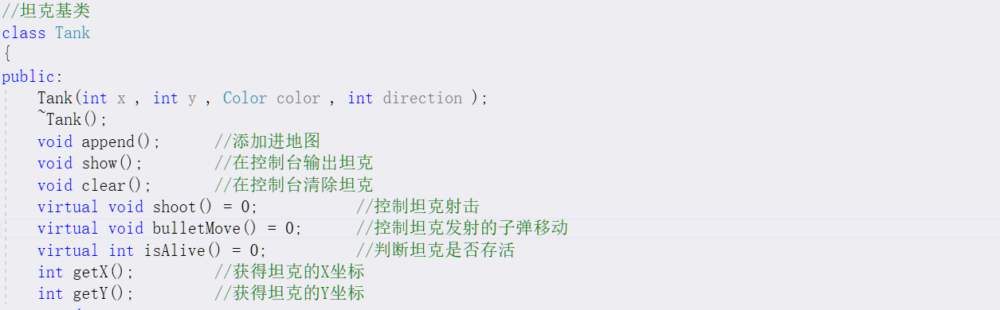 //坦克基类
class Tank
{
public:
Tank(int x , int y , Color color , int direction );
~Tank();
void append(); //添加进地图
void show(); //在控制台输出坦克
void clear(); //在控制台清除坦克
virtual void shoot() = 0; //控制坦克射击
virtual void bulletMove() = 0; //控制坦克发射的子弹移动
virtual int isAlive() = 0; //判断坦克是否存活
int getX(); //获得坦克的X坐标
int getY(); //获得坦克的Y坐标